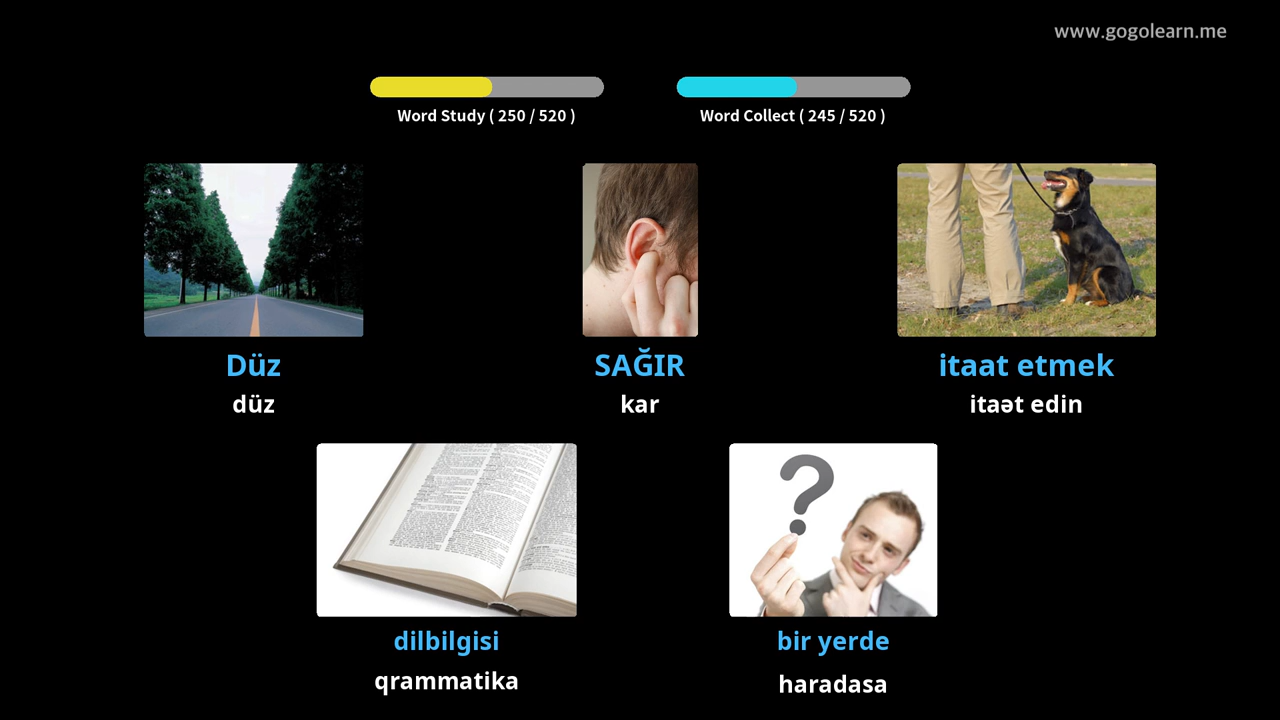 www.gogolearn.me
Word Study ( 250 / 520 )
Word Collect ( 245 / 520 )
Düz
düz
SAĞIR
kar
itaat etmek
itaət edin
dilbilgisi
qrammatika
bir yerde
haradasa